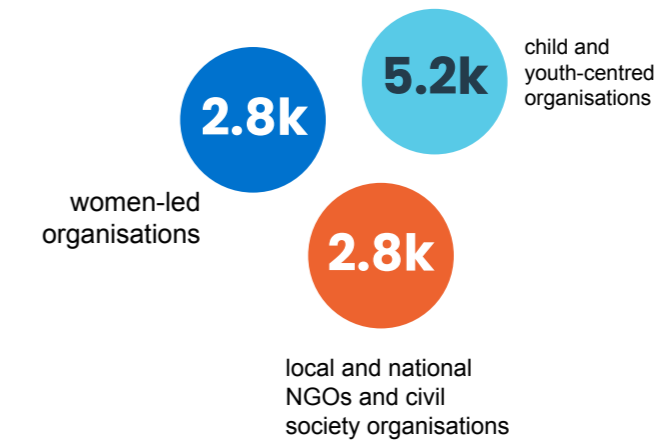 2.8k
women-led
organisations
5.2k
child and
youth-centred
organisations
2.8k
local and national
NGOs and civil
society organisations